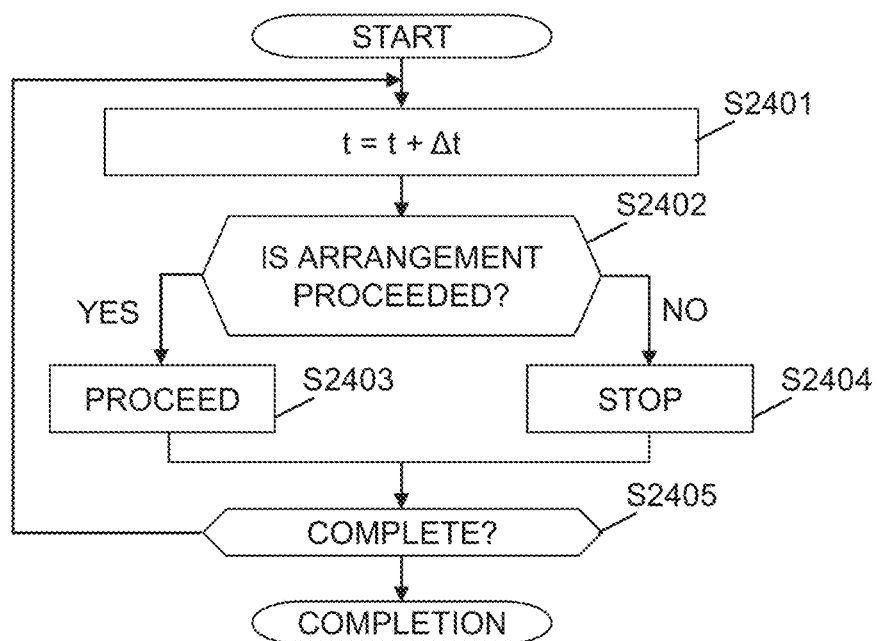 START
S2401
t = t + Δt
S2402
IS ARRANGEMENT
PROCEEDED?
YES
NO
PROCEED
S2403
STOP
S2404
S2405
COMPLETE?
COMPLETION